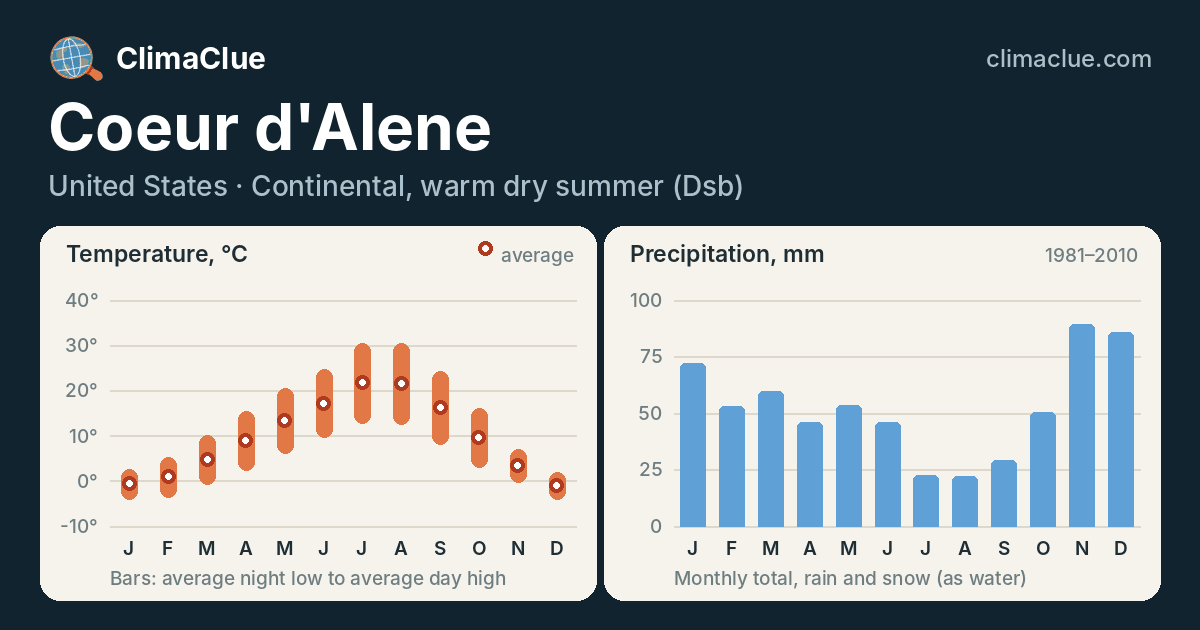 ClimaClue
climaclue.com
Coeur d'Alene
United States · Continental, warm dry summer (Dsb)
Temperature, °C
average
40°
30°
20°
10°
0°
-10°
J F M A M J J A S O N D
Bars: average night low to average day high
Precipitation, mm
1981–2010
100
75
50
25
0
J F M A M J J A S O N D
Monthly total, rain and snow (as water)